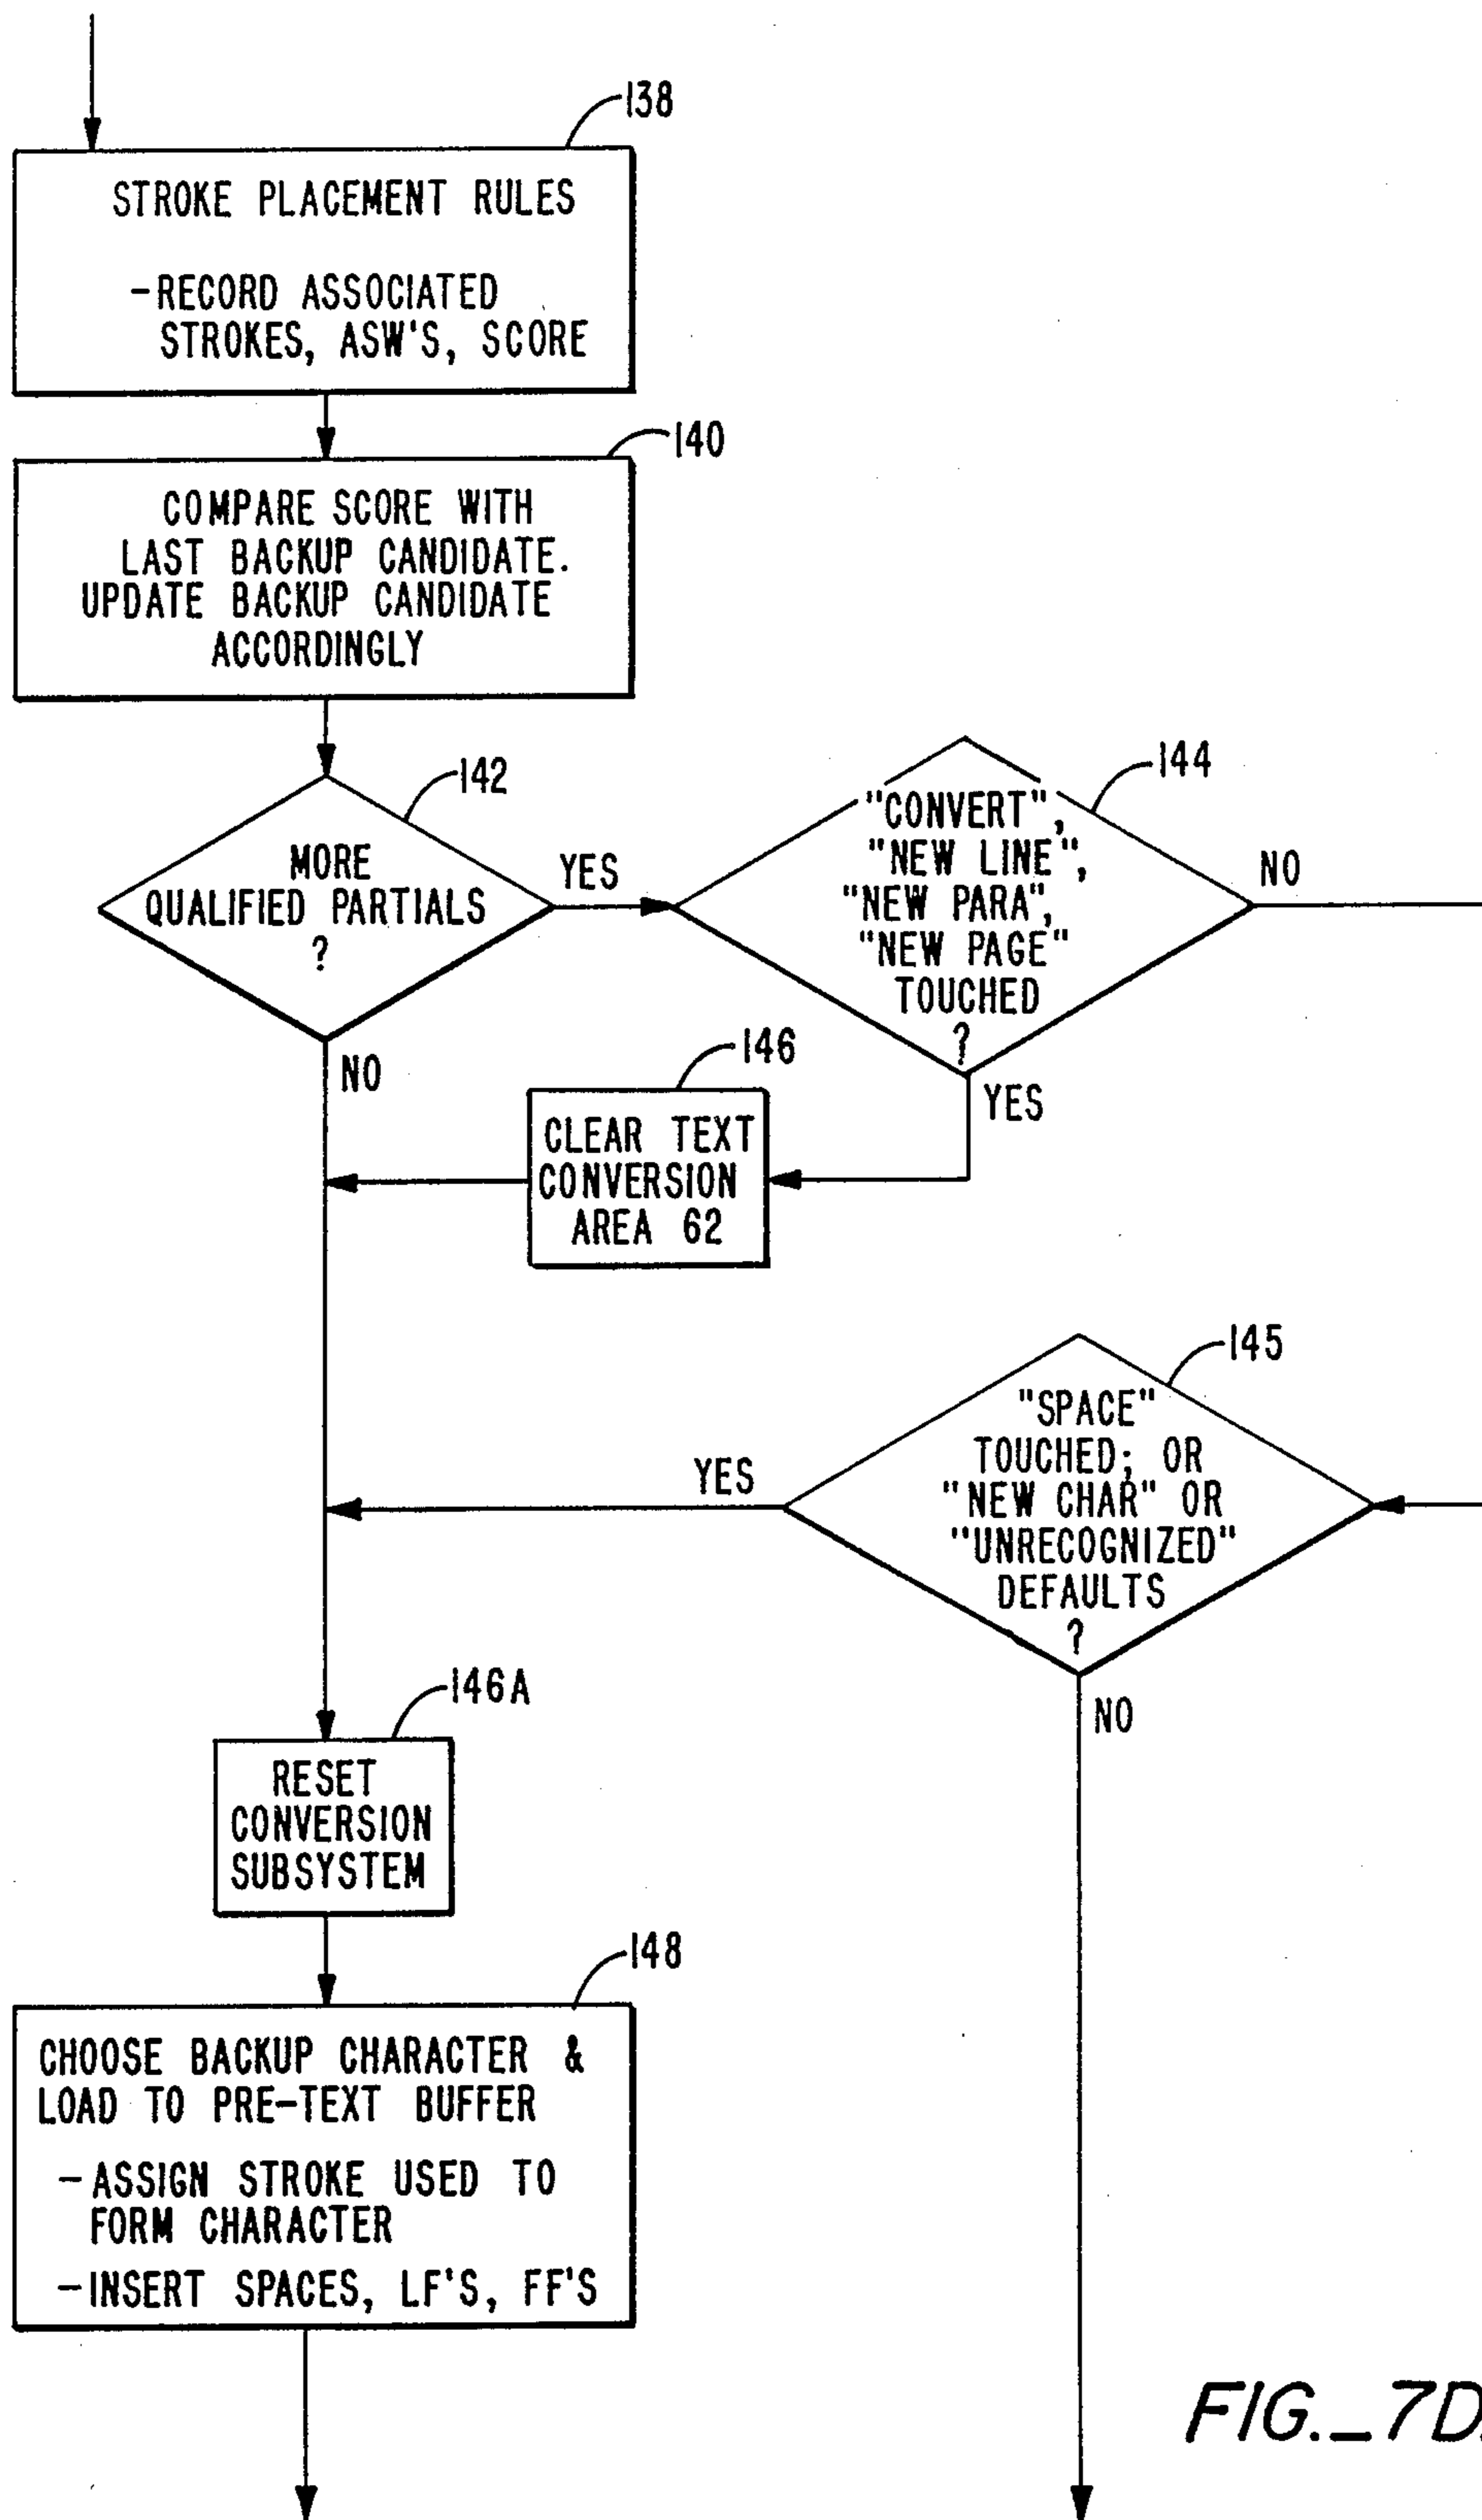 138
STROKE PLACEMENT RULES
-RECORD ASSOCIATED
STROKES, ASW'S, SCORE
140
COMPARE SCORE WITH
LAST BACKUP CANDIDATE.
UPDATE BACKUP CANDIDATE
ACCORDINGLY
142
MORE
QUALIFIED PARTIALS
?
YES
NO
144
"CONVERT",
"NEW LINE",
"NEW PARA",
"NEW PAGE"
TOUCHED
?
NO
YES
146
CLEAR TEXT
CONVERSION
AREA 62
145
"SPACE"
TOUCHED; OR
"NEW CHAR" OR
"UNRECOGNIZED"
DEFAULTS
?
YES
NO
146A
RESET
CONVERSION
SUBSYSTEM
148
CHOOSE BACKUP CHARACTER &
LOAD TO PRE-TEXT BUFFER
-ASSIGN STROKE USED TO
FORM CHARACTER
-INSERT SPACES, LF'S, FF'S
FIG._7D